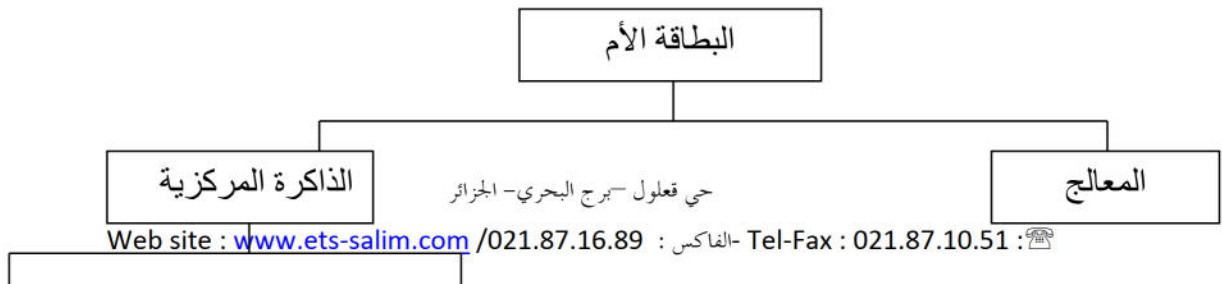 البطاقة الأم
المعالج
الذاكرة المركزية
حي قعلول –برج البحري- الجزائر
Web site : www.ets-salim.com /021.87.16.89 : الفاكس- Tel-Fax : 021.87.10.51 :☏